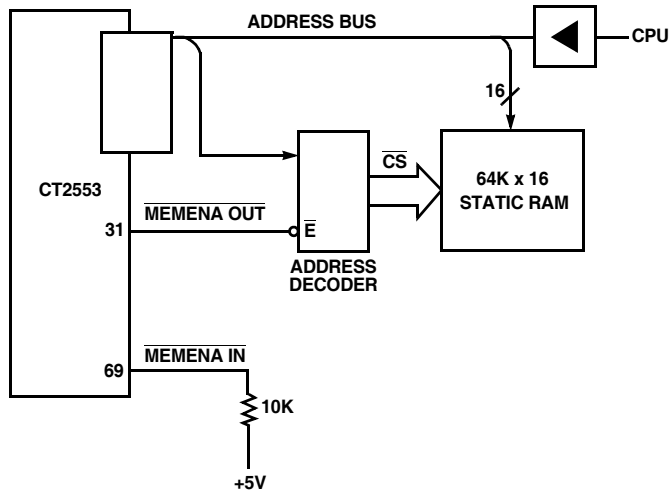 ADDRESS BUS
CPU
16
CT2553
CS
64K x 16
STATIC RAM
31
MEMENA OUT
E
ADDRESS
DECODER
69
MEMENA IN
10K
+5V